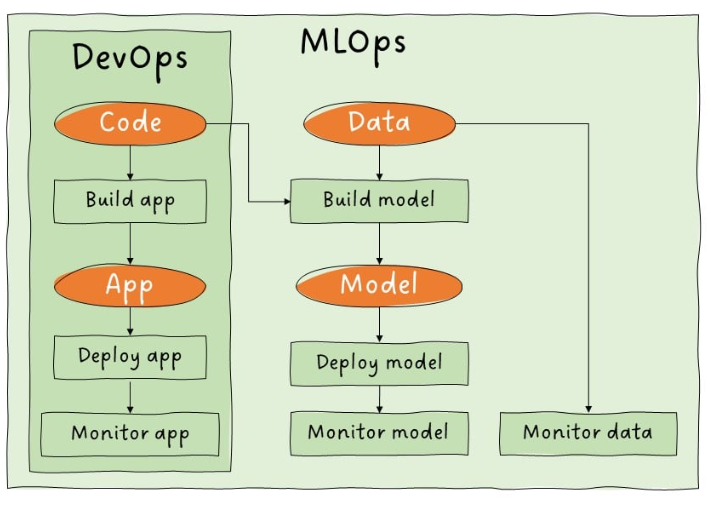 DevOps
MLOps
Code
Data
Build app
Build model
App
Model
Deploy app
Deploy model
Monitor app
Monitor model
Monitor data